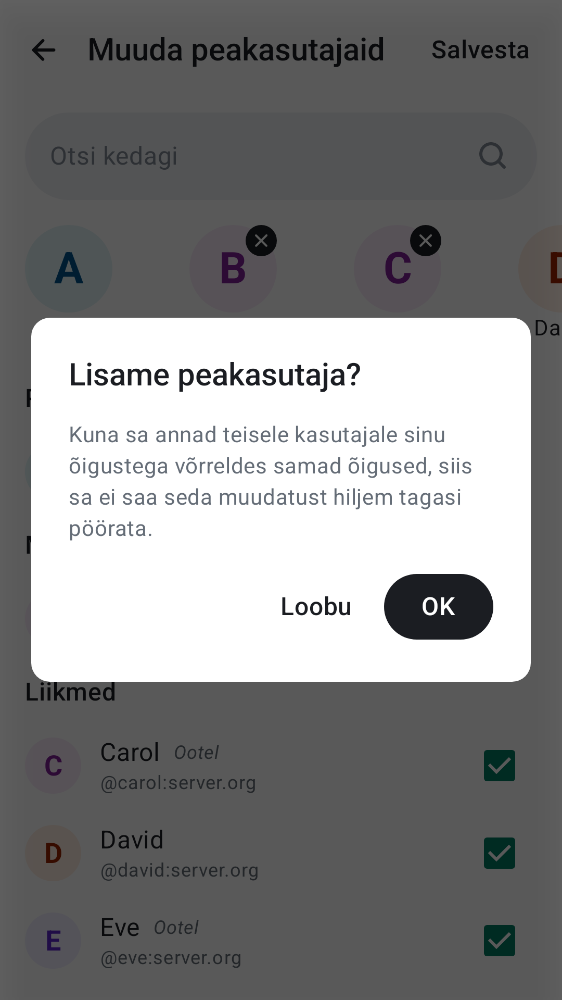 Muuda peakasutajaid
Salvesta
Otsi kedagi
A
B
C
D
Da
Lisame peakasutaja?
Kuna sa annad teisele kasutajale sinu
õigustega võrreldes samad õigused, siis
sa ei saa seda muudatust hiljem tagasi
pöörata.
Loobu
OK
Liikmed
C
Carol Ootel
@carol:server.org
D
David
@david:server.org
E
Eve Ootel
@eve:server.org